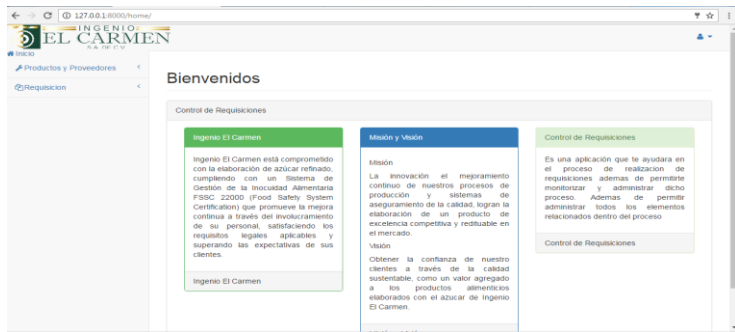 127.0.0.1:8000/home/
INGENIO
EL CARMEN
S.A. DE C.V.
Inicio
Productos y Proveedores
Requisicion
Bienvenidos
Control de Requisiciones
Ingenio El Carmen
Ingenio El Carmen está comprometido
con la elaboración de azúcar refinado,
cumpliendo con un Sistema de
Gestión de la Inocuidad Alimentaria
FSSC 22000 (Food Safety System
Certification) que promueve la mejora
continua a través del involucramiento
de su personal, satisfaciendo los
requisitos legales aplicables y
superando las expectativas de sus
clientes.
Ingenio El Carmen
Misión y Visión
Misión
La innovación el mejoramiento
continuo de nuestros procesos de
producción y sistemas de
aseguramiento de la calidad, logran la
elaboración de un producto de
excelencia competitiva y redituable en
el mercado.
Visión
Obtener la confianza de nuestro
clientes a través de la calidad
sustentable, como un valor agregado
a los productos alimenticios
elaborados con el azucar de Ingenio
El Carmen.
Control de Requisiciones
Es una aplicación que te ayudara en
el proceso de realizacion de
requisiciones ademas de permitirte
monitorizar y administrar dicho
proceso. Ademas de permitir
administrar todos los elementos
relacionados dentro del proceso
Control de Requisiciones